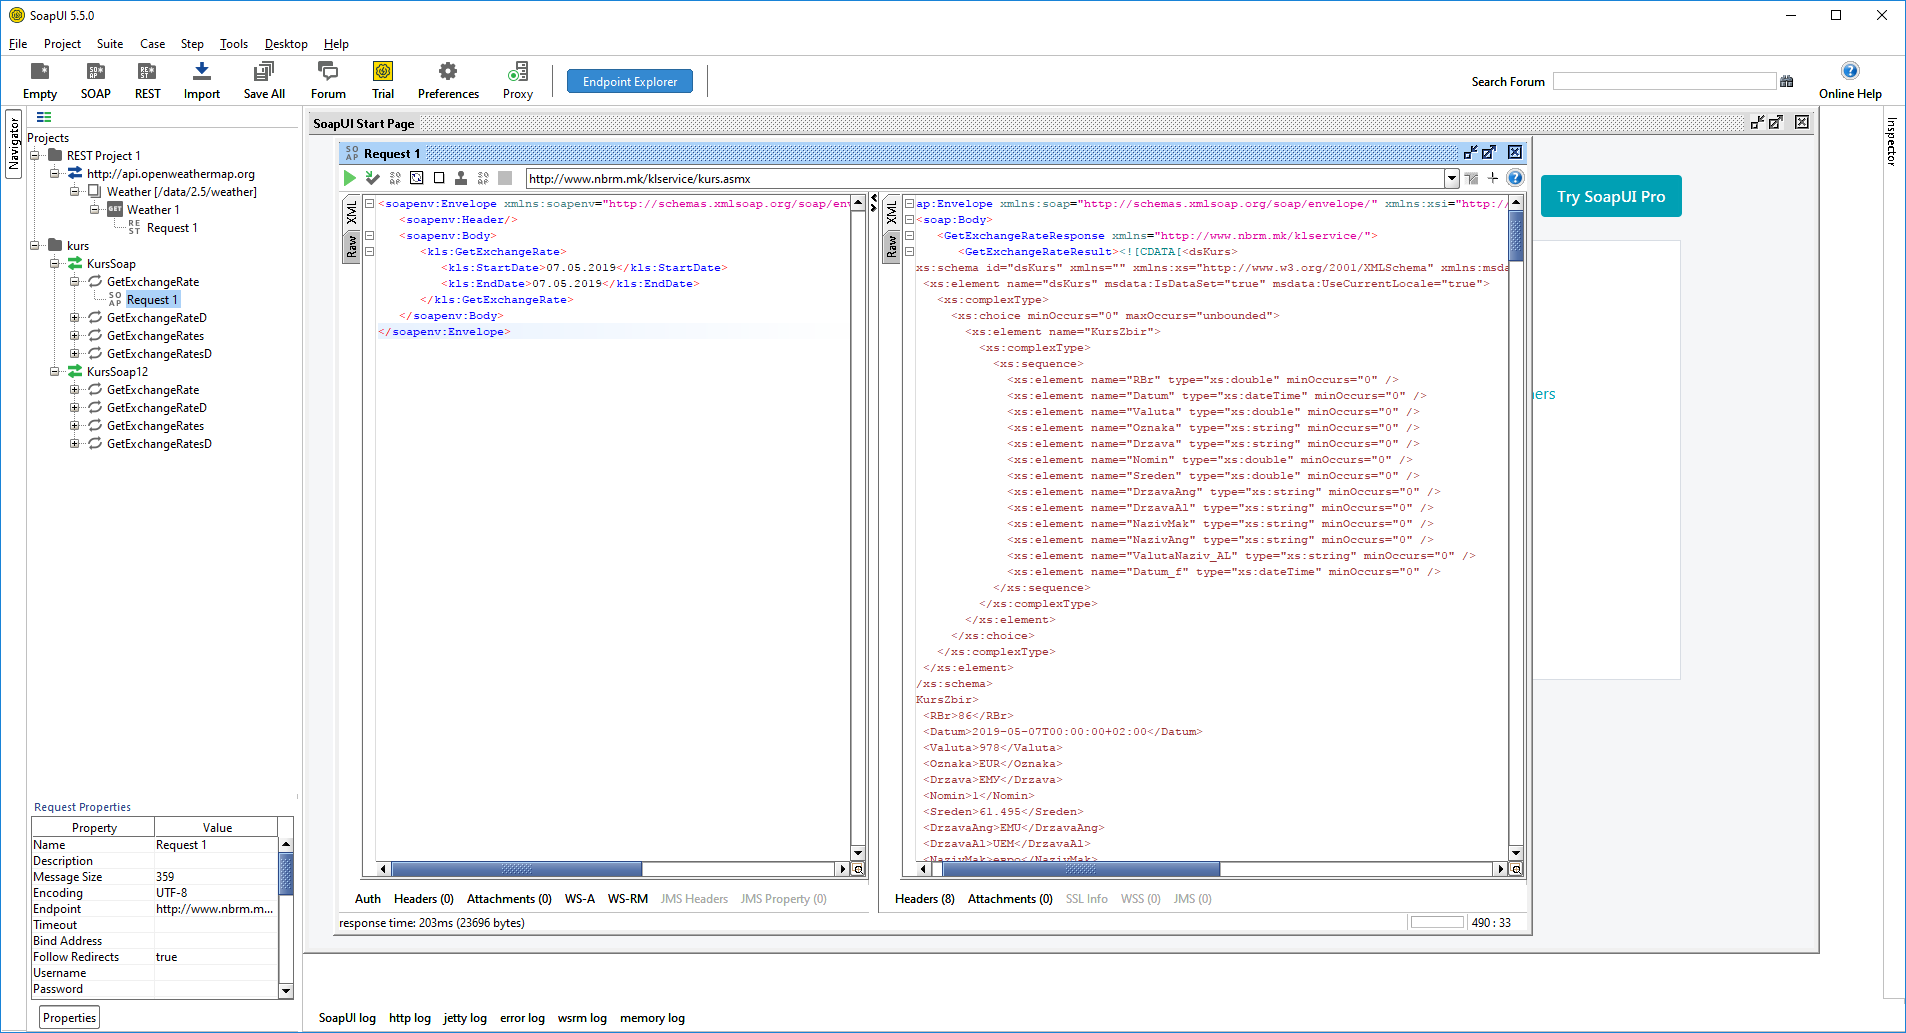 SoapUI 5.5.0
File Project Suite Case Step Tools Desktop Help
Empty SOAP REST Import Save All Forum Trial Preferences Proxy Endpoint Explorer Search Forum Online Help
Navigator
Projects
REST Project 1
http://api.openweathermap.org
Weather [/data/2.5/weather]
GET Weather 1
Request 1
kurs
KursSoap
GetExchangeRate
Request 1
GetExchangeRateD
GetExchangeRates
GetExchangeRatesD
KursSoap12
GetExchangeRate
GetExchangeRateD
GetExchangeRates
GetExchangeRatesD
Request Properties
Property Value
Name Request 1
Description
Message Size 359
Encoding UTF-8
Endpoint http://www.nbrm.m...
Timeout
Bind Address
Follow Redirects true
Username
Password
Properties
SoapUI Start Page
Request 1
http://www.nbrm.mk/klservice/kurs.asmx
XML
Raw
<soapenv:Envelope xmlns:soapenv="http://schemas.xmlsoap.org/soap/env
<soapenv:Header/>
<soapenv:Body>
<kls:GetExchangeRate>
<kls:StartDate>07.05.2019</kls:StartDate>
<kls:EndDate>07.05.2019</kls:EndDate>
</kls:GetExchangeRate>
</soapenv:Body>
</soapenv:Envelope>
Auth Headers (0) Attachments (0) WS-A WS-RM JMS Headers JMS Property (0)
XML
Raw
ap:Envelope xmlns:soap="http://schemas.xmlsoap.org/soap/envelope/" xmlns:xsi="http:/
<soap:Body>
<GetExchangeRateResponse xmlns="http://www.nbrm.mk/klservice/">
<GetExchangeRateResult><![CDATA[<dsKurs>
xs:schema id="dsKurs" xmlns="" xmlns:xs="http://www.w3.org/2001/XMLSchema" xmlns:msda
<xs:element name="dsKurs" msdata:IsDataSet="true" msdata:UseCurrentLocale="true">
<xs:complexType>
<xs:choice minOccurs="0" maxOccurs="unbounded">
<xs:element name="KursZbir">
<xs:complexType>
<xs:sequence>
<xs:element name="RBr" type="xs:double" minOccurs="0" />
<xs:element name="Datum" type="xs:dateTime" minOccurs="0" />
<xs:element name="Valuta" type="xs:double" minOccurs="0" />
<xs:element name="Oznaka" type="xs:string" minOccurs="0" />
<xs:element name="Drzava" type="xs:string" minOccurs="0" />
<xs:element name="Nomin" type="xs:double" minOccurs="0" />
<xs:element name="Sreden" type="xs:double" minOccurs="0" />
<xs:element name="DrzavaAng" type="xs:string" minOccurs="0" />
<xs:element name="DrzavaAl" type="xs:string" minOccurs="0" />
<xs:element name="NazivMak" type="xs:string" minOccurs="0" />
<xs:element name="NazivAng" type="xs:string" minOccurs="0" />
<xs:element name="ValutaNaziv_AL" type="xs:string" minOccurs="0" />
<xs:element name="Datum_f" type="xs:dateTime" minOccurs="0" />
</xs:sequence>
</xs:complexType>
</xs:element>
</xs:choice>
</xs:complexType>
</xs:element>
/xs:schema>
KursZbir>
<RBr>86</RBr>
<Datum>2019-05-07T00:00:00+02:00</Datum>
<Valuta>978</Valuta>
<Oznaka>EUR</Oznaka>
<Drzava>ЕМУ</Drzava>
<Nomin>1</Nomin>
<Sreden>61.495</Sreden>
<DrzavaAng>EMU</DrzavaAng>
<DrzavaAl>UEM</DrzavaAl>
<NazivMak>евро</NazivMak>
Headers (8) Attachments (0) SSL Info WSS (0) JMS (0)
response time: 203ms (23696 bytes)
490 : 33
Try SoapUI Pro
ers
Inspector
SoapUI log http log jetty log error log wsrm log memory log